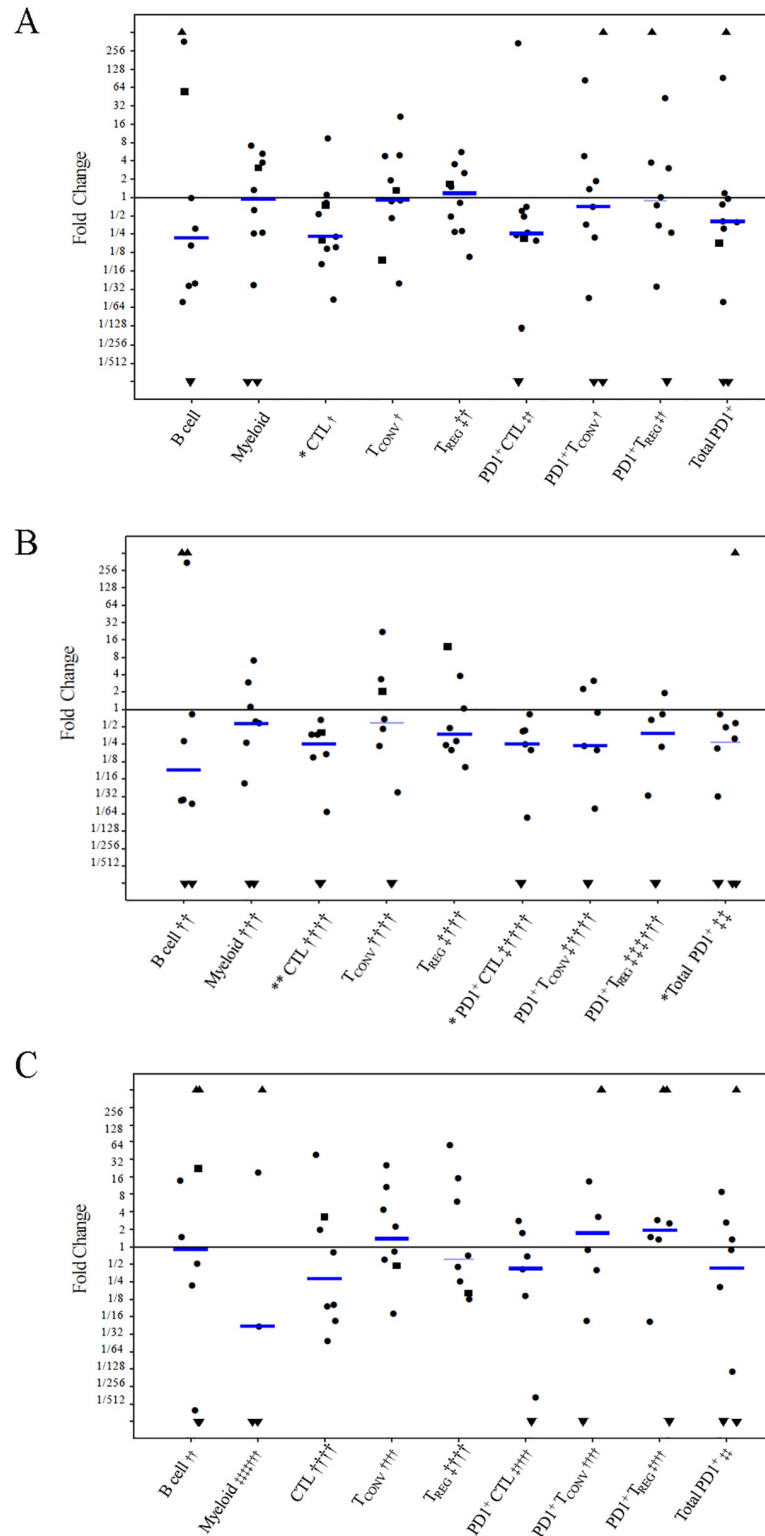 A
Fold Change
256
128
64
32
16
8
4
2
1
1/2
1/4
1/8
1/16
1/32
1/64
1/128
1/256
1/512
B cell
Myeloid
* CTL †
TCONV †
TREG ‡†
PD1+ CTL ‡†
PD1+TCONV †
PD1+TREG ‡†
Total PD1+
B
Fold Change
256
128
64
32
16
8
4
2
1
1/2
1/4
1/8
1/16
1/32
1/64
1/128
1/256
1/512
B cell ††
Myeloid †††
** CTL ††††
TCONV ††††
TREG ‡†††
* PD1+ CTL ‡††††
PD1+TCONV ‡††††
PD1+TREG
*Total PD1+ ‡‡
C
Fold Change
256
128
64
32
16
8
4
2
1
1/2
1/4
1/8
1/16
1/32
1/64
1/128
1/256
1/512
B cell ††
Myeloid
CTL ††††
TCONV ††††
TREG ‡†††
PD1+ CTL
PD1+TCONV ††††
PD1+TREG
Total PD1+ ‡‡